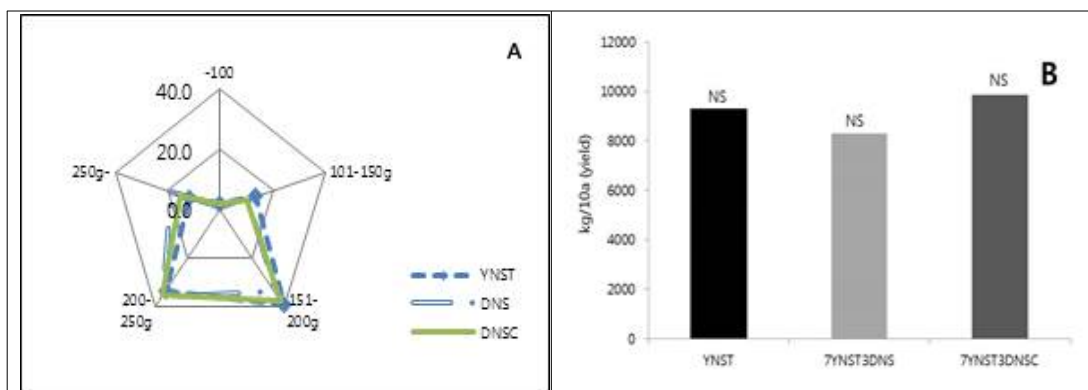 A
-100
40.0
20.0
0.0
101-150g
151-
200g
200-
250g
250g-
YNST
DNS
DNSC
B
kg/10a (yield)
12000
10000
8000
6000
4000
2000
0
NS
NS
NS
YNST
7YNST3DNS
7YNST3DNSC